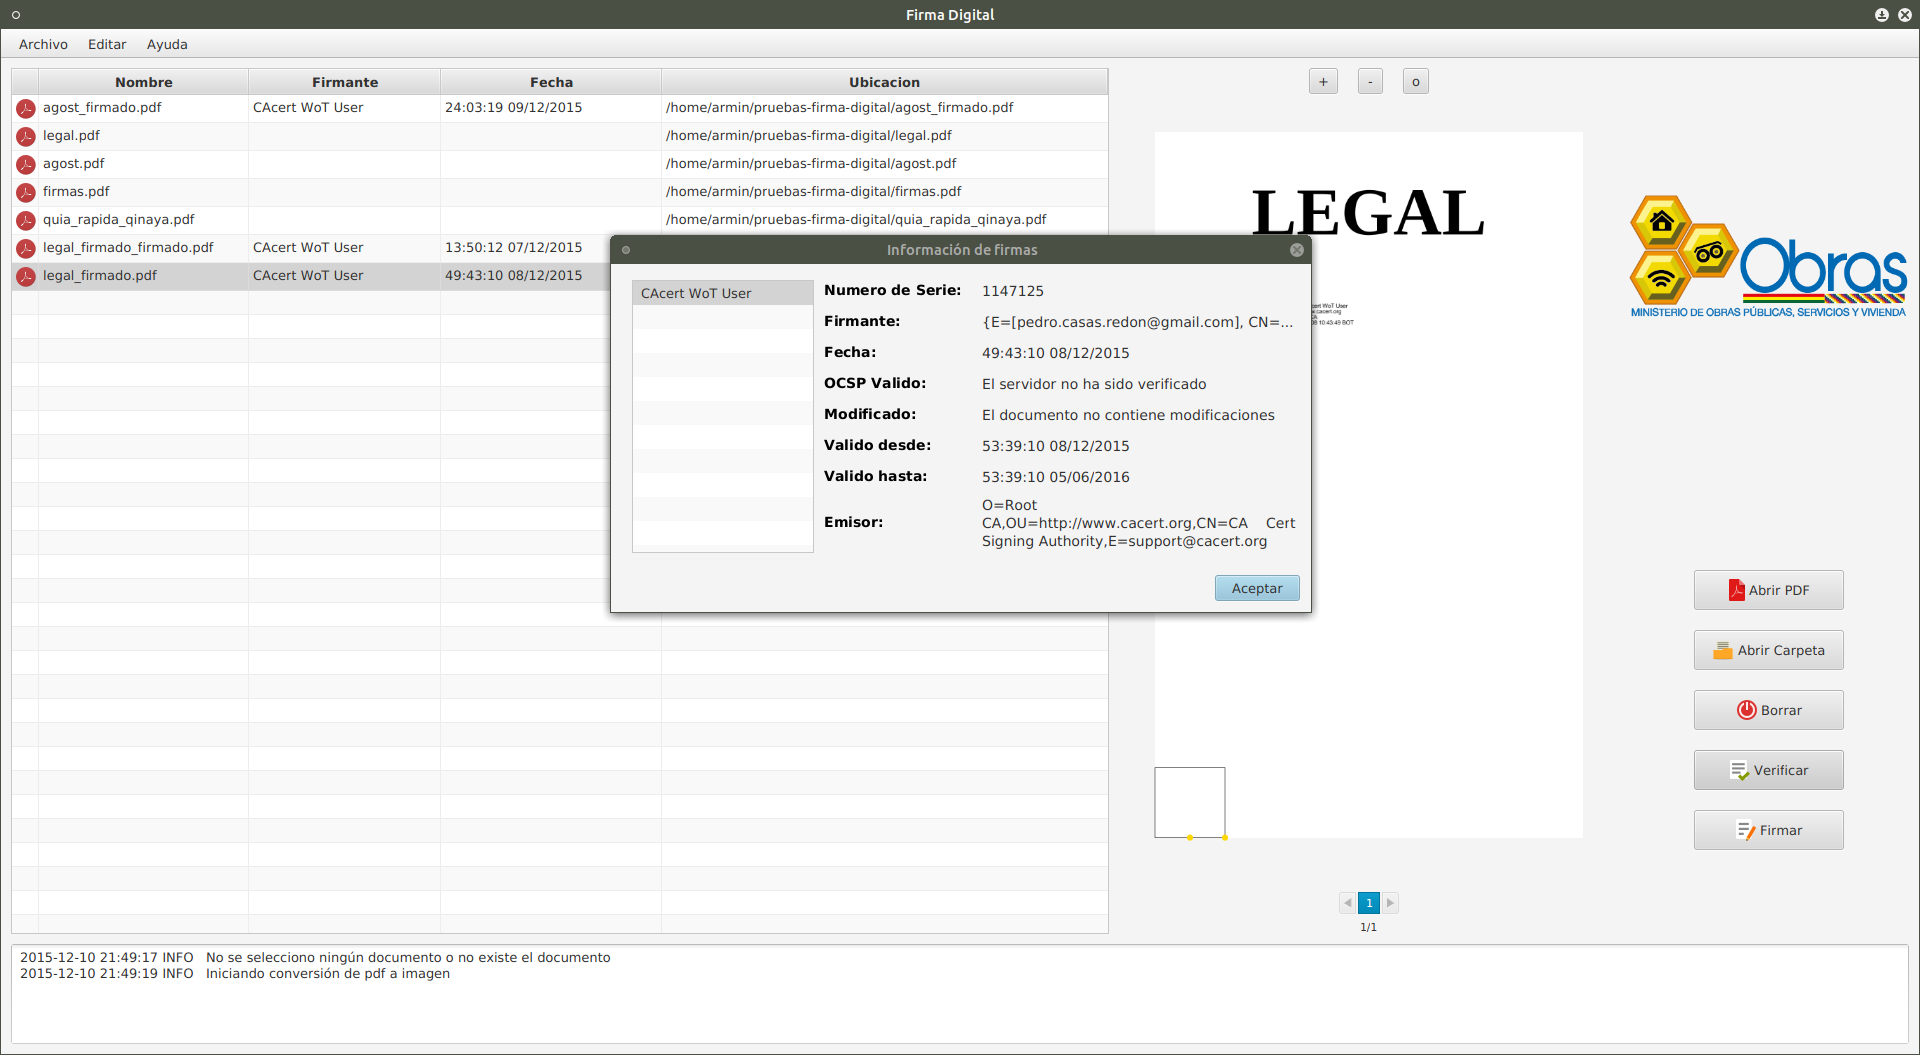 Firma Digital
Archivo Editar Ayuda
Nombre Firmante Fecha Ubicacion
agost_firmado.pdf CAcert WoT User 24:03:19 09/12/2015 /home/armin/pruebas-firma-digital/agost_firmado.pdf
legal.pdf /home/armin/pruebas-firma-digital/legal.pdf
agost.pdf /home/armin/pruebas-firma-digital/agost.pdf
firmas.pdf /home/armin/pruebas-firma-digital/firmas.pdf
quia_rapida_qinaya.pdf /home/armin/pruebas-firma-digital/quia_rapida_qinaya.pdf
legal_firmado_firmado.pdf CAcert WoT User 13:50:12 07/12/2015
legal_firmado.pdf CAcert WoT User 49:43:10 08/12/2015
Información de firmas
CAcert WoT User
Numero de Serie: 1147125
Firmante: {E=[pedro.casas.redon@gmail.com], CN=...
Fecha: 49:43:10 08/12/2015
OCSP Valido: El servidor no ha sido verificado
Modificado: El documento no contiene modificaciones
Valido desde: 53:39:10 08/12/2015
Valido hasta: 53:39:10 05/06/2016
Emisor: O=Root
CA,OU=http://www.cacert.org,CN=CA Cert
Signing Authority,E=support@cacert.org
Aceptar
+ - o
LEGAL
WoT User
cacert.org
CA
10:43:49 BOT
Obras
MINISTERIO DE OBRAS PÚBLICAS, SERVICIOS Y VIVIENDA
Abrir PDF
Abrir Carpeta
Borrar
Verificar
Firmar
1
1/1
2015-12-10 21:49:17 INFO No se selecciono ningún documento o no existe el documento
2015-12-10 21:49:19 INFO Iniciando conversión de pdf a imagen